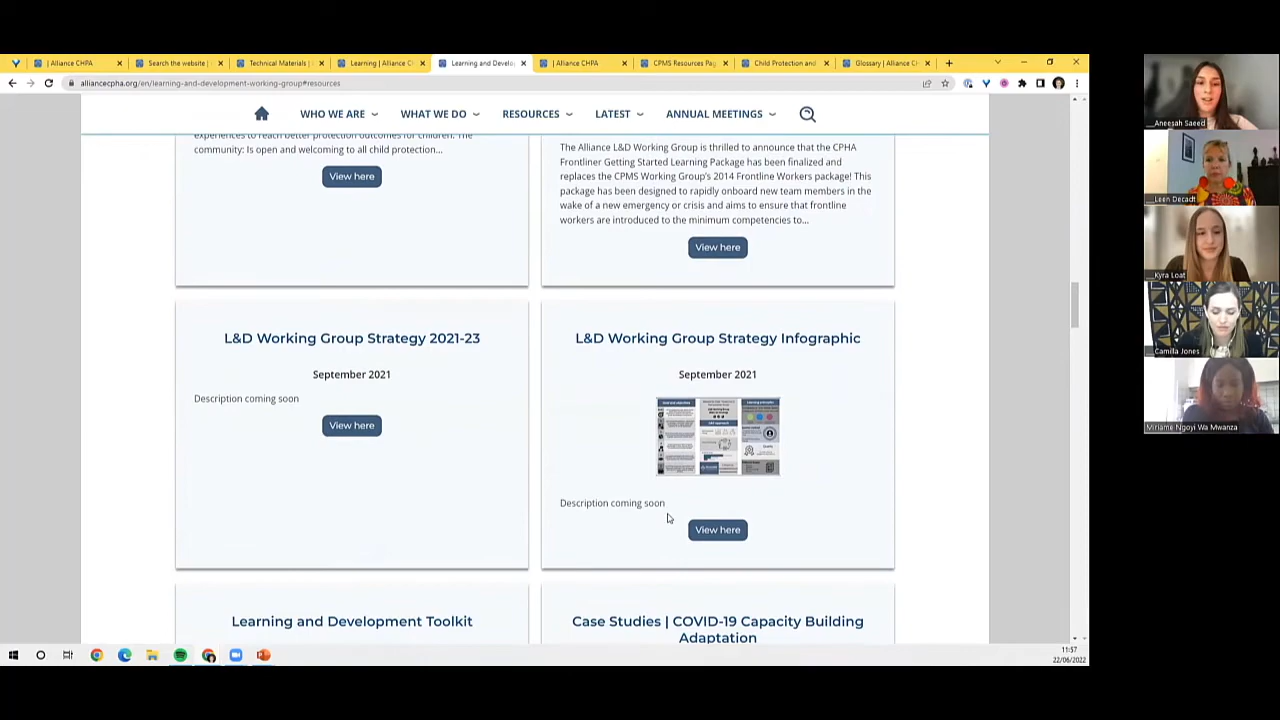 | Alliance CHPA
Search the website |
Technical Materials |
Learning | Alliance C
Learning and Develo
| Alliance CHPA
CPMS Resources Pag
Child Protection and
Glossary | Alliance C
alliancecpha.org/en/learning-and-development-working-group#resources
WHO WE ARE
WHAT WE DO
RESOURCES
LATEST
ANNUAL MEETINGS
experiences to reach better protection outcomes for children. The
community: Is open and welcoming to all child protection...
View here
The Alliance L&D Working Group is thrilled to announce that the CPHA
Frontliner Getting Started Learning Package has been finalized and
replaces the CPMS Working Group's 2014 Frontline Workers package! This
package has been designed to rapidly onboard new team members in the
wake of a new emergency or crisis and aims to ensure that frontline
workers are introduced to the minimum competencies to...
View here
L&D Working Group Strategy 2021-23
September 2021
Description coming soon
View here
L&D Working Group Strategy Infographic
September 2021
Description coming soon
View here
Learning and Development Toolkit
Case Studies | COVID-19 Capacity Building
Adaptation
11:57
22/06/2022
__Aneesah Saeed
__Leen Decadt
__Kyra Loat
__Camilla Jones
Miriame Ngoyi Wa Mwanza